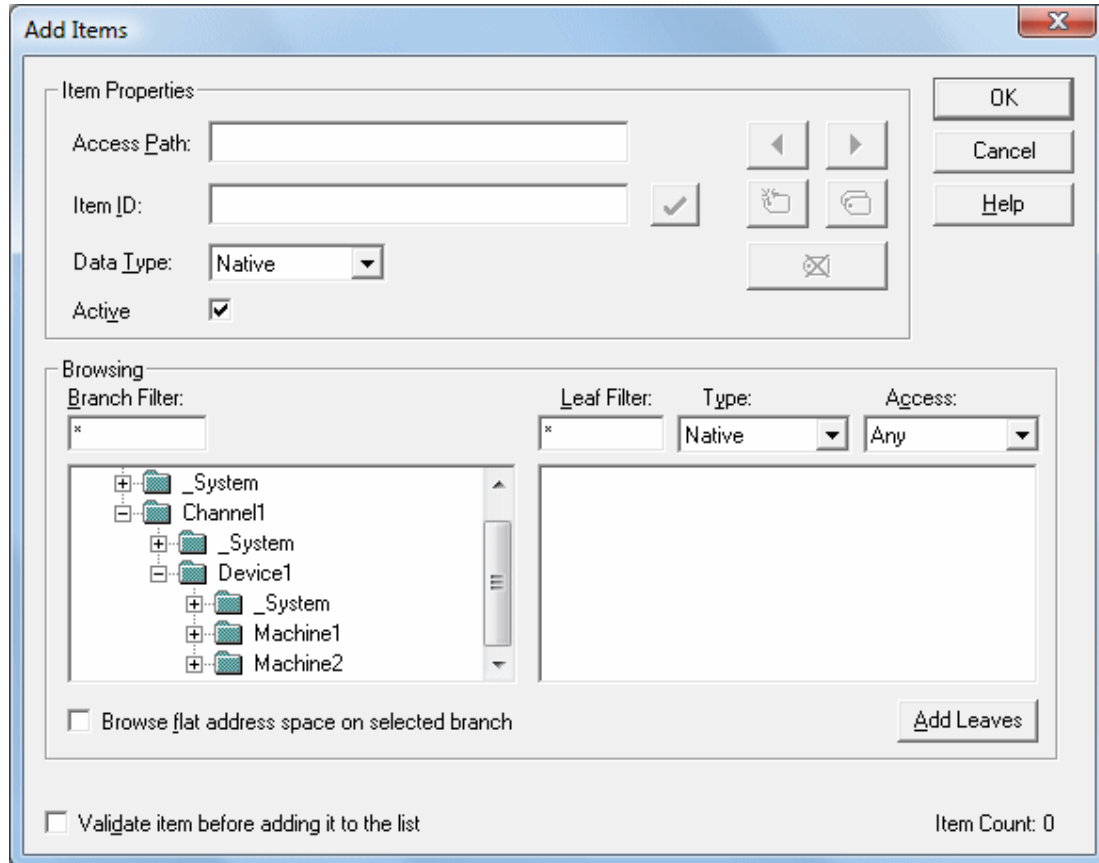 Add Items
Item Properties
OK
Access Path:
Cancel
Item ID:
Help
Data Type: Native
Active
Browsing
Branch Filter: Leaf Filter: Type: Access:
* * Native Any
_System
Channel1
_System
Device1
_System
Machine1
Machine2
Browse flat address space on selected branch Add Leaves
Validate item before adding it to the list Item Count: 0